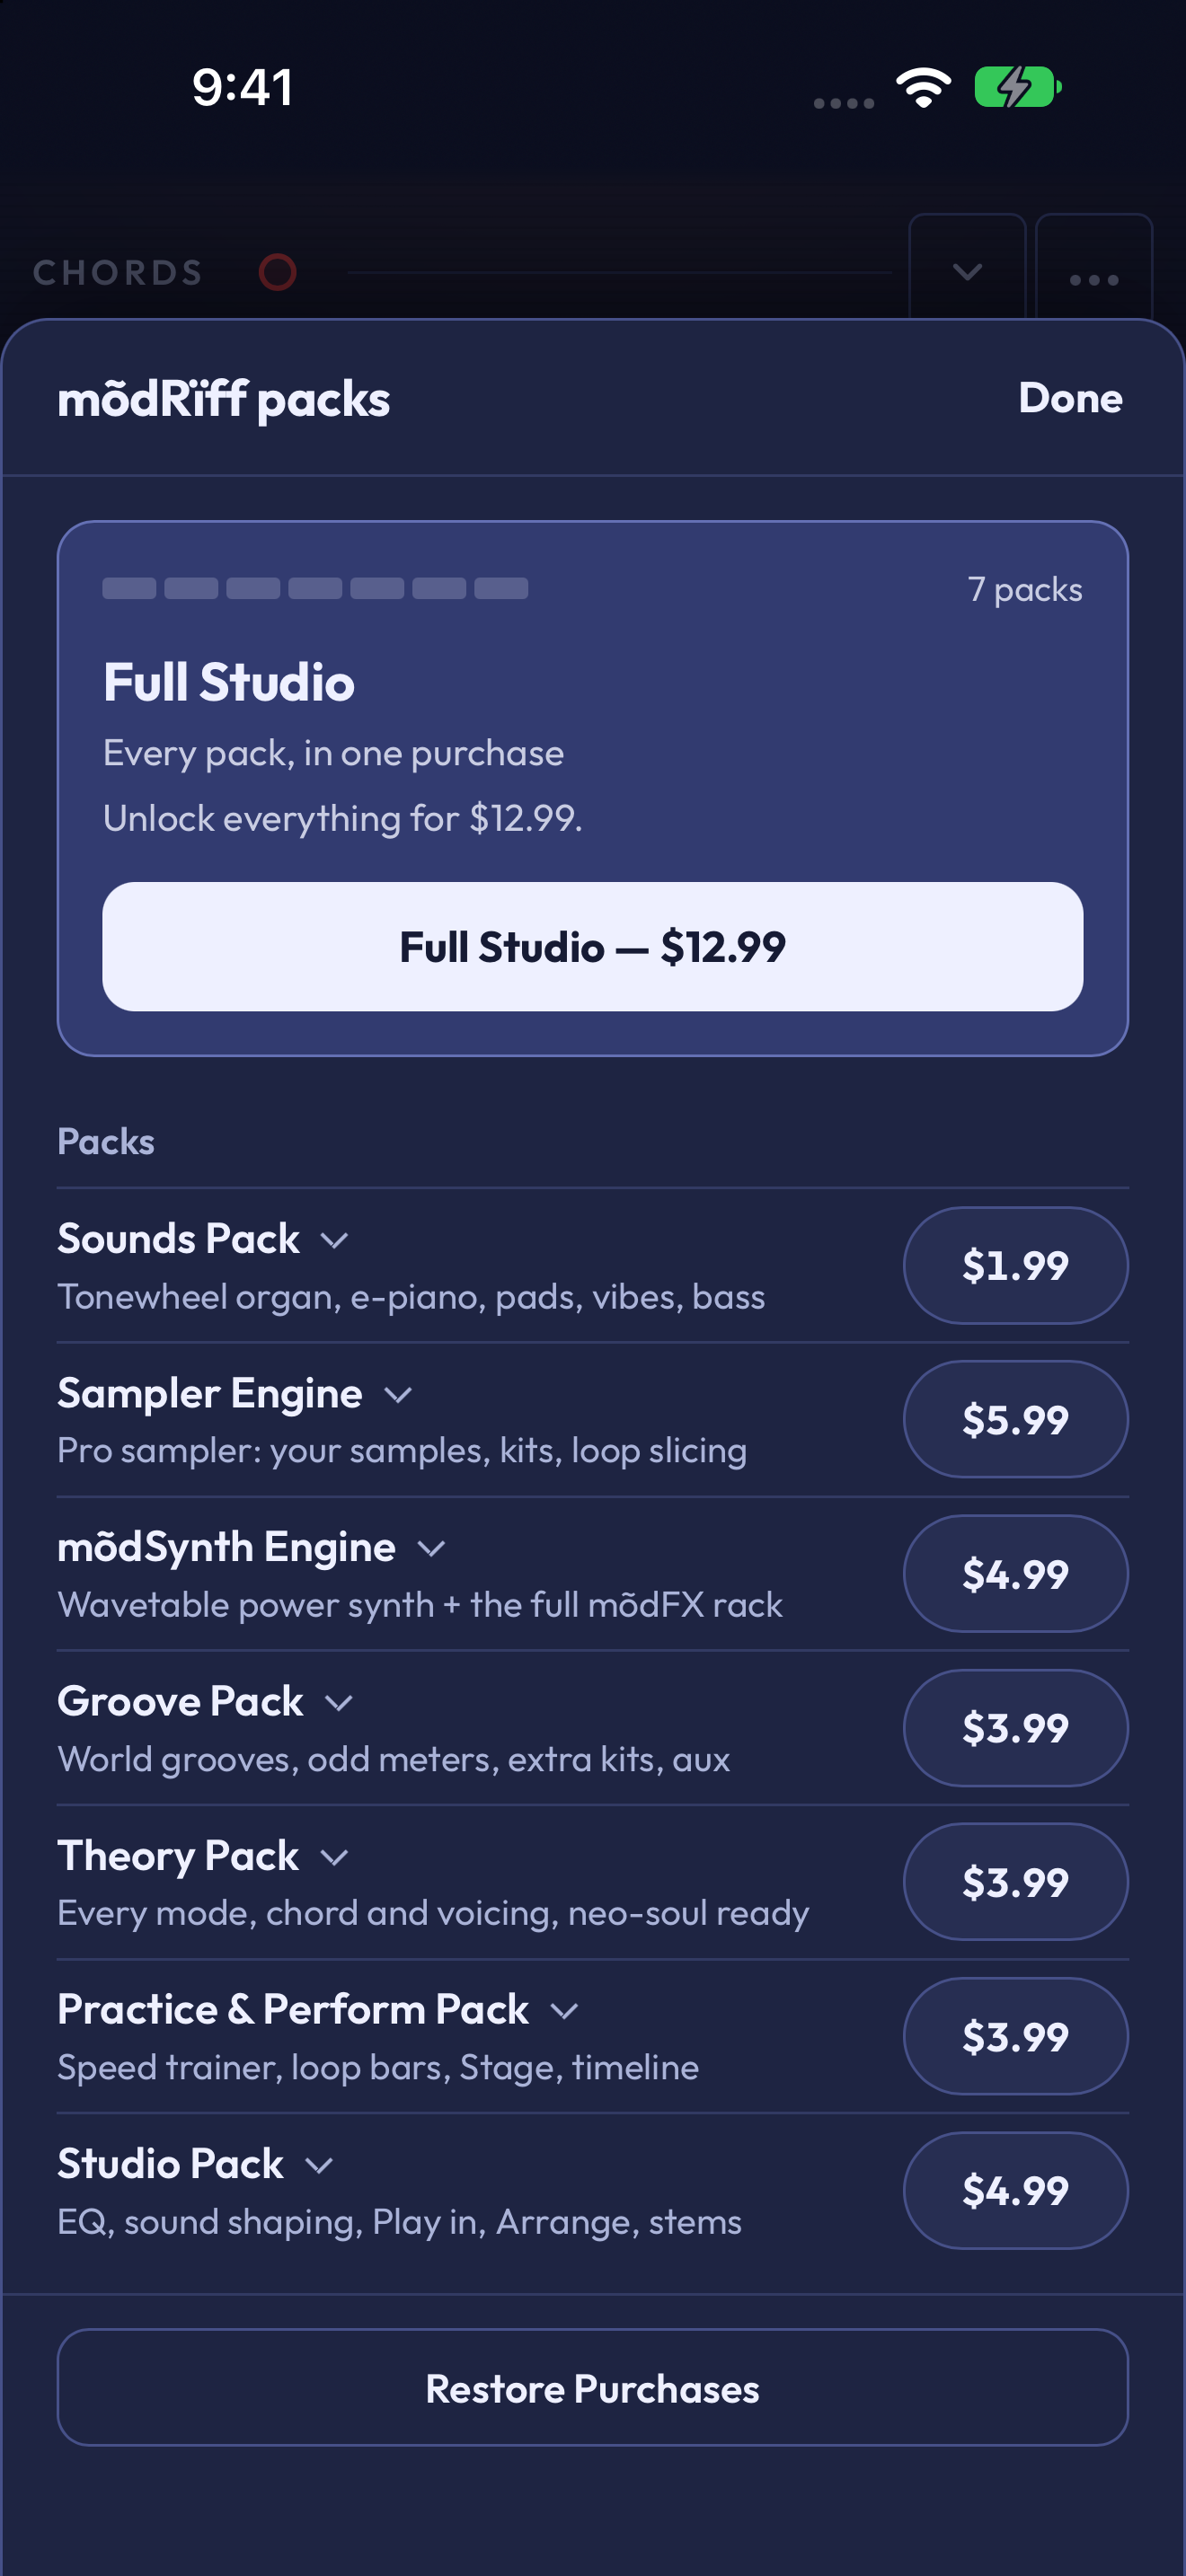 9:41
CHORDS
mõdRïff packs
Done
7 packs
Full Studio
Every pack, in one purchase
Unlock everything for $12.99.
Full Studio — $12.99
Packs
Sounds Pack
Tonewheel organ, e-piano, pads, vibes, bass
$1.99
Sampler Engine
Pro sampler: your samples, kits, loop slicing
$5.99
mõdSynth Engine
Wavetable power synth + the full mõdFX rack
$4.99
Groove Pack
World grooves, odd meters, extra kits, aux
$3.99
Theory Pack
Every mode, chord and voicing, neo-soul ready
$3.99
Practice & Perform Pack
Speed trainer, loop bars, Stage, timeline
$3.99
Studio Pack
EQ, sound shaping, Play in, Arrange, stems
$4.99
Restore Purchases